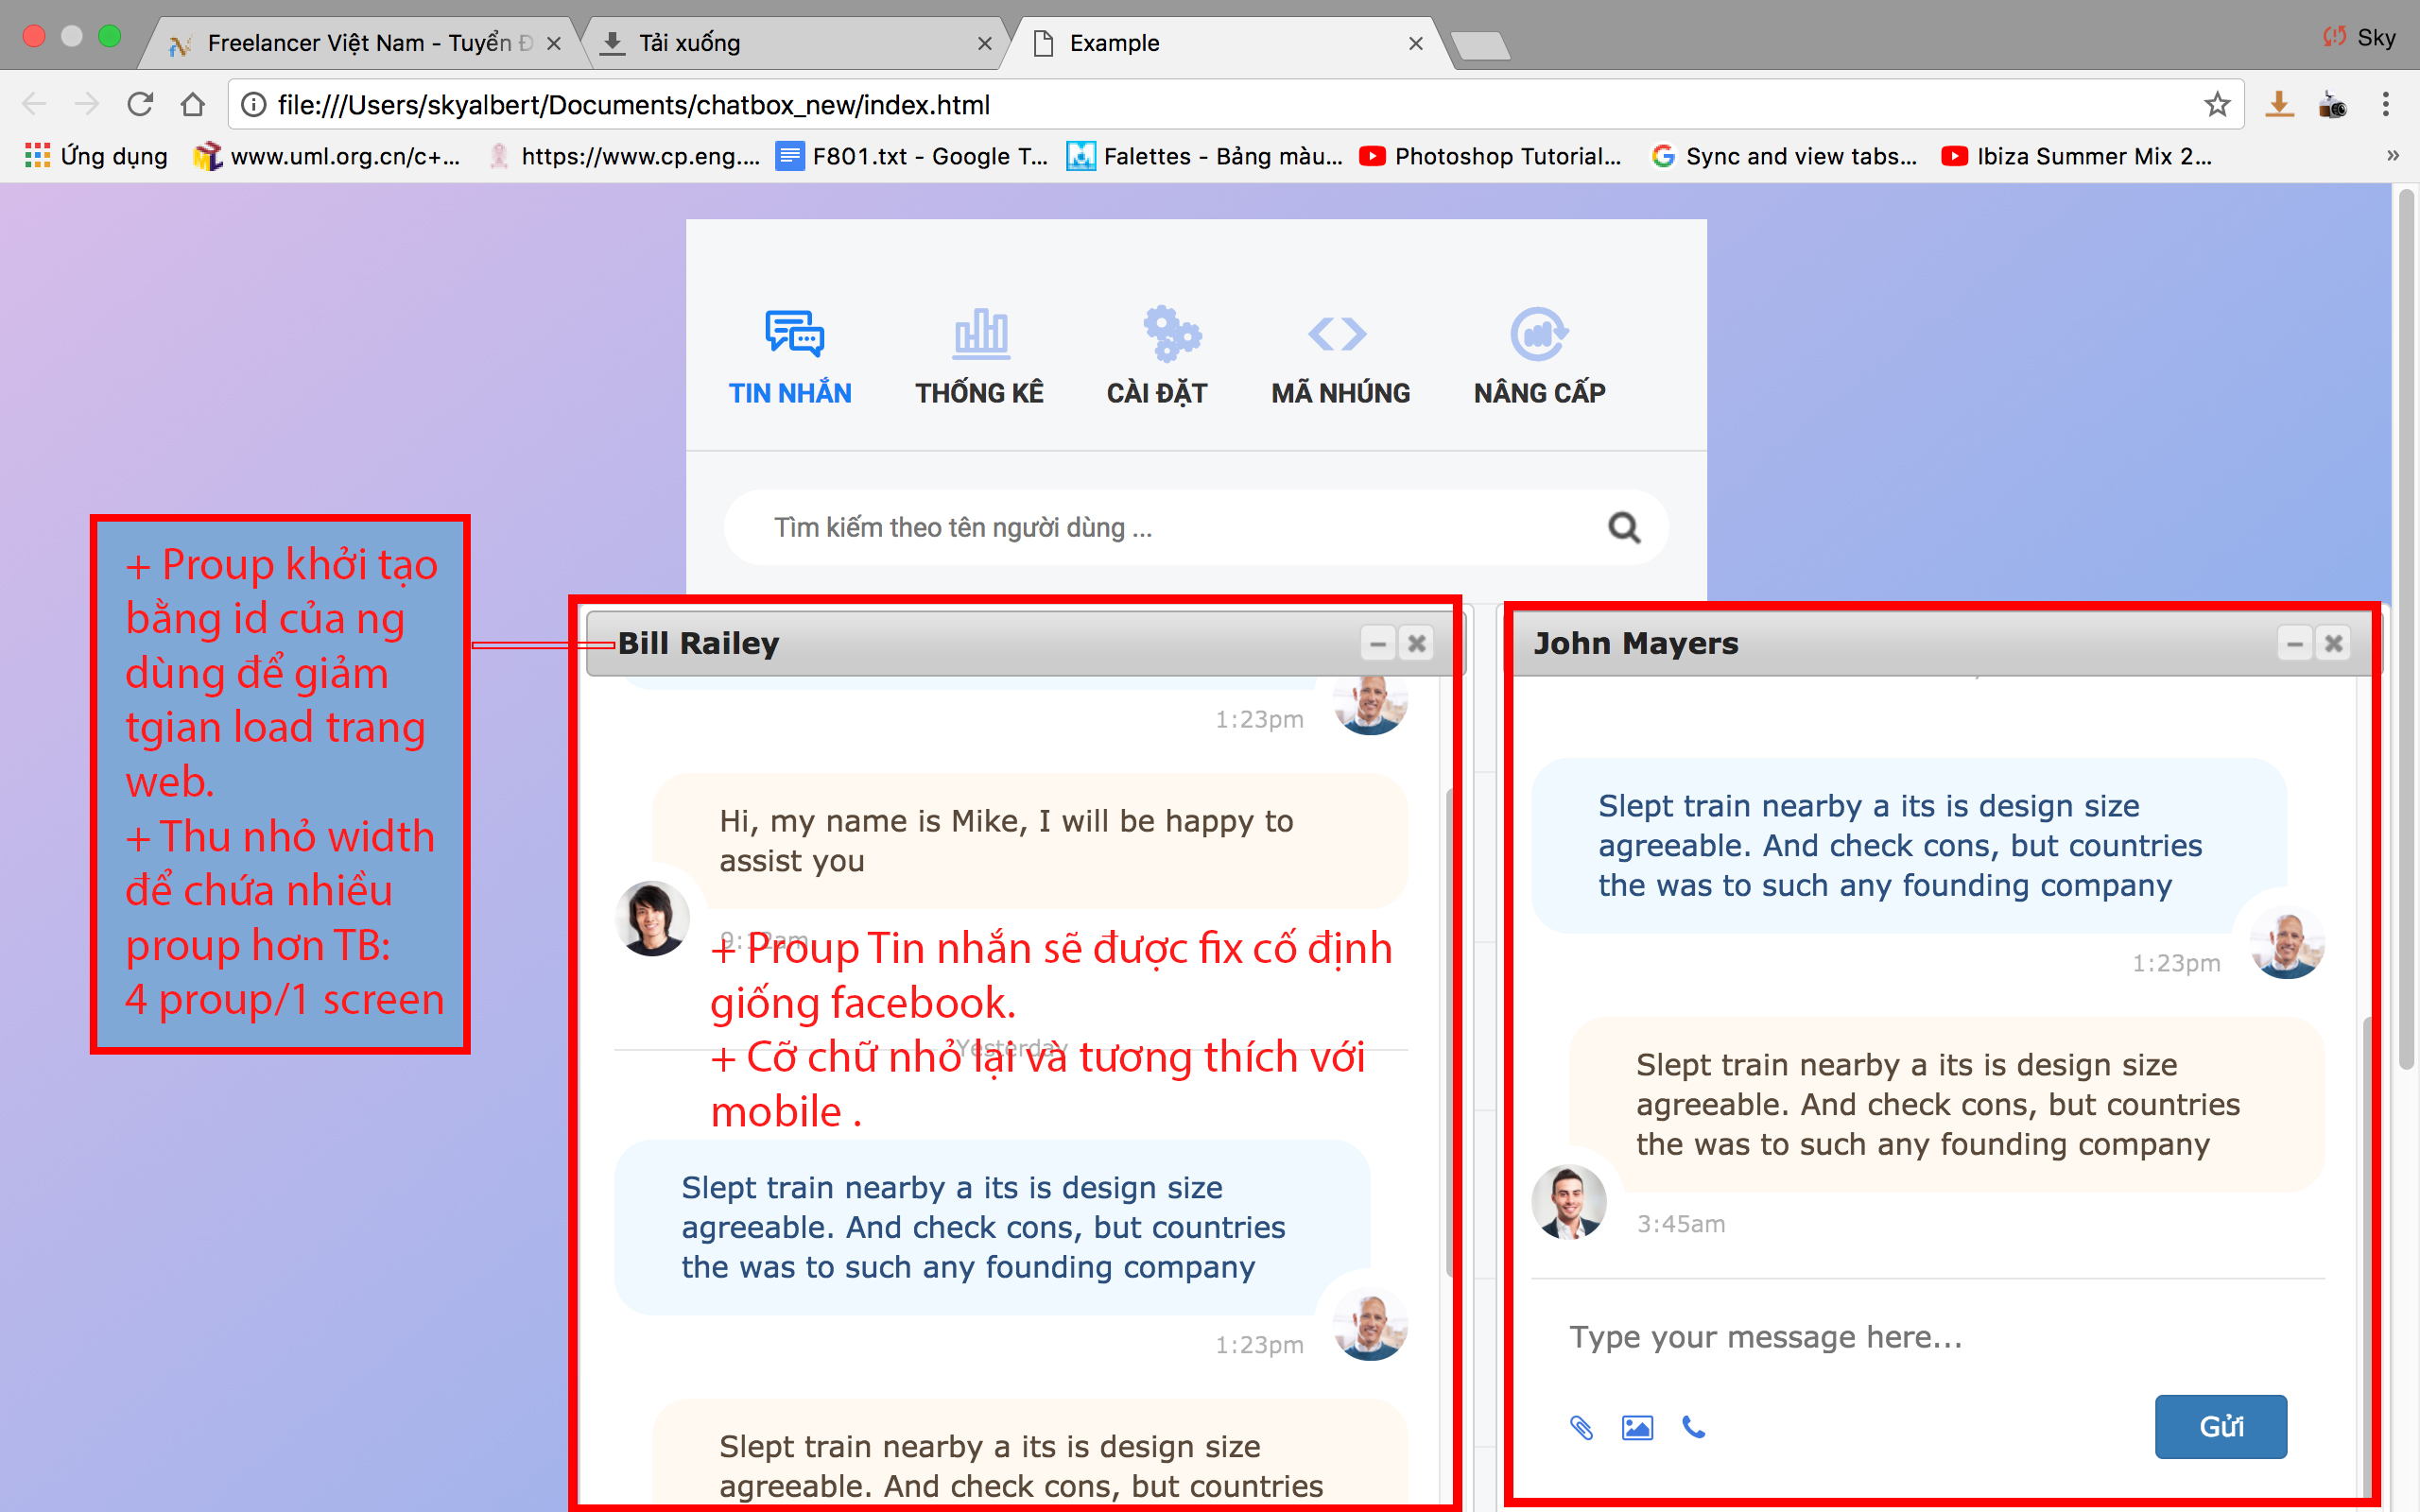 Freelancer Việt Nam - Tuyển Đ
Tải xuống
Example
Sky
file:///Users/skyalbert/Documents/chatbox_new/index.html
Ứng dụng
www.uml.org.cn/c+...
https://www.cp.eng....
F801.txt - Google T...
Falettes - Bảng màu...
Photoshop Tutorial...
Sync and view tabs...
Ibiza Summer Mix 2...
»
TIN NHẮN
THỐNG KÊ
CÀI ĐẶT
MÃ NHÚNG
NÂNG CẤP
Tìm kiếm theo tên người dùng ...
+ Proup khởi tạo
bằng id của ng
dùng để giảm
tgian load trang
web.
+ Thu nhỏ width
để chứa nhiều
proup hơn TB:
4 proup/1 screen
Bill Railey
1:23pm
Hi, my name is Mike, I will be happy to
assist you
9:12am
+ Proup Tin nhắn sẽ được fix cố định
giống facebook.
Yesterday
+ Cỡ chữ nhỏ lại và tương thích với
mobile .
Slept train nearby a its is design size
agreeable. And check cons, but countries
the was to such any founding company
1:23pm
Slept train nearby a its is design size
agreeable. And check cons, but countries
John Mayers
Slept train nearby a its is design size
agreeable. And check cons, but countries
the was to such any founding company
1:23pm
Slept train nearby a its is design size
agreeable. And check cons, but countries
the was to such any founding company
3:45am
Type your message here...
Gửi